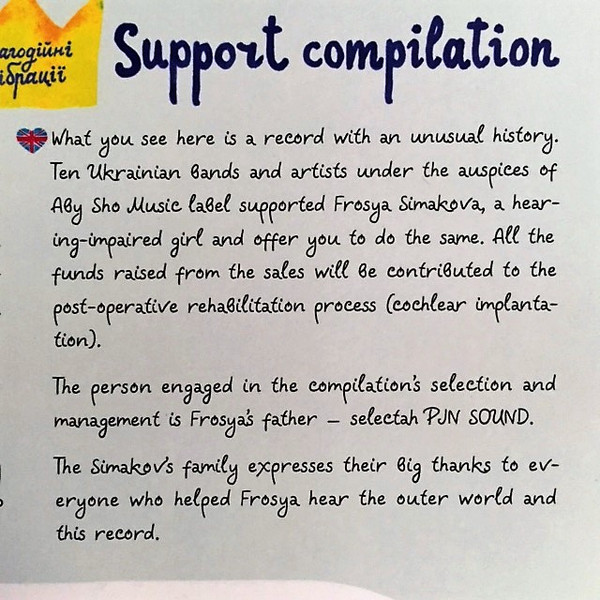 агодійні
ібрації
Support compilation
What you see here is a record with an unusual history.
Ten Ukrainian bands and artists under the auspices of
Aby Sho Music label supported Frosya Simakova, a hear-
ing-impaired girl and offer you to do the same. All the
funds raised from the sales will be contributed to the
post-operative rehabilitation process (cochlear implanta-
tion).
The person engaged in the compilation's selection and
management is Frosya's father – selectah PJN SOUND.
The Simakov's family expresses their big thanks to ev-
eryone who helped Frosya hear the outer world and
this record.